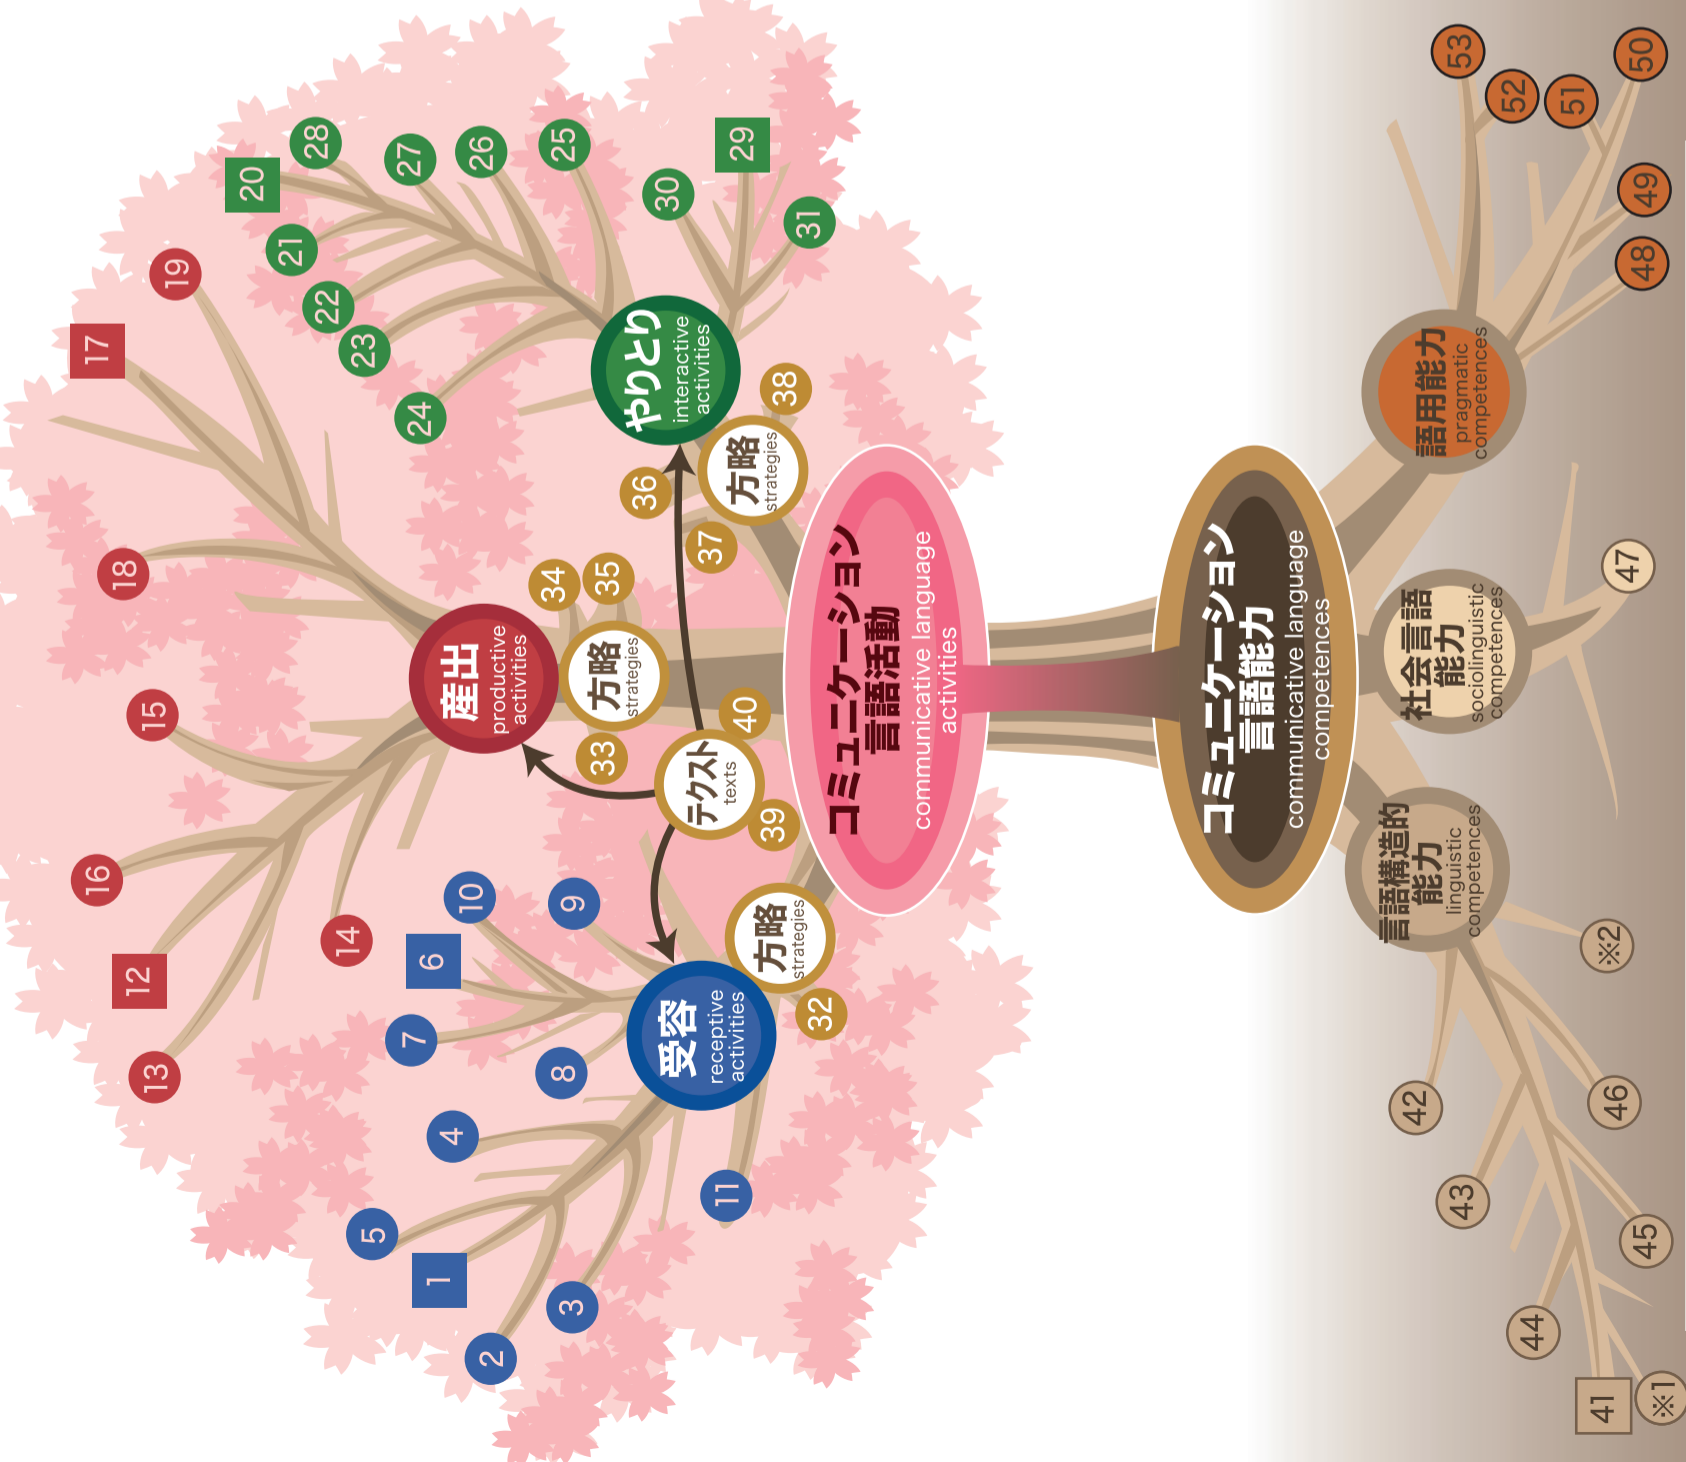 17
19
18
15
16
12
13
14
産出
productive
activities
20
28
27
26
25
21
22
23
24
30
29
31
やりとり
interactive
activities
10
9
6
7
8
4
5
1
2
3
11
受容
receptive
activities
34
35
33
方略
strategies
36
37
38
方略
strategies
32
方略
strategies
40
39
テクスト
texts
コミュニケーション
言語活動
communicative language
activities
コミュニケーション
言語能力
communicative language
competences
言語構造的
能力
linguistic
competences
社会言語
能力
sociolinguistic
competences
語用能力
pragmatic
competences
42
43
44
41
※1
45
46
※2
47
48
49
50
51
52
53